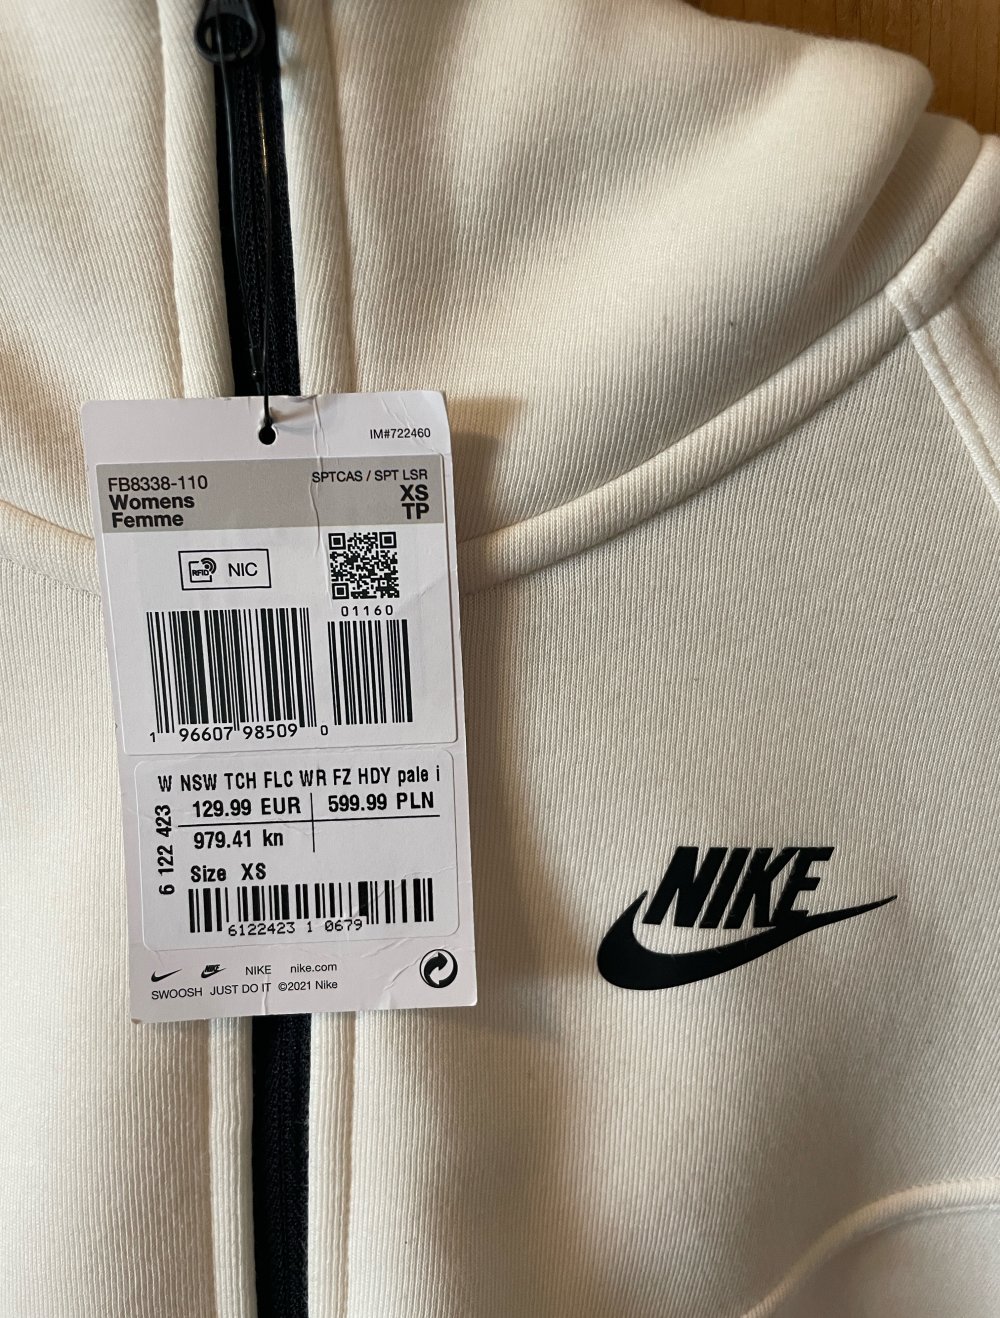 IM#722460
FB8338-110
SPTCAS / SPT LSR
Womens
XS
Femme
TP
RFID
NIC
01160
1 96607 98509 0
W NSW TCH FLC WR FZ HDY pale i
129.99 EUR
599.99 PLN
979.41 kn
6 122 423
Size XS
6122423 1 0679
NIKE
NIKE
nike.com
SWOOSH JUST DO IT ©2021 Nike
NIKE